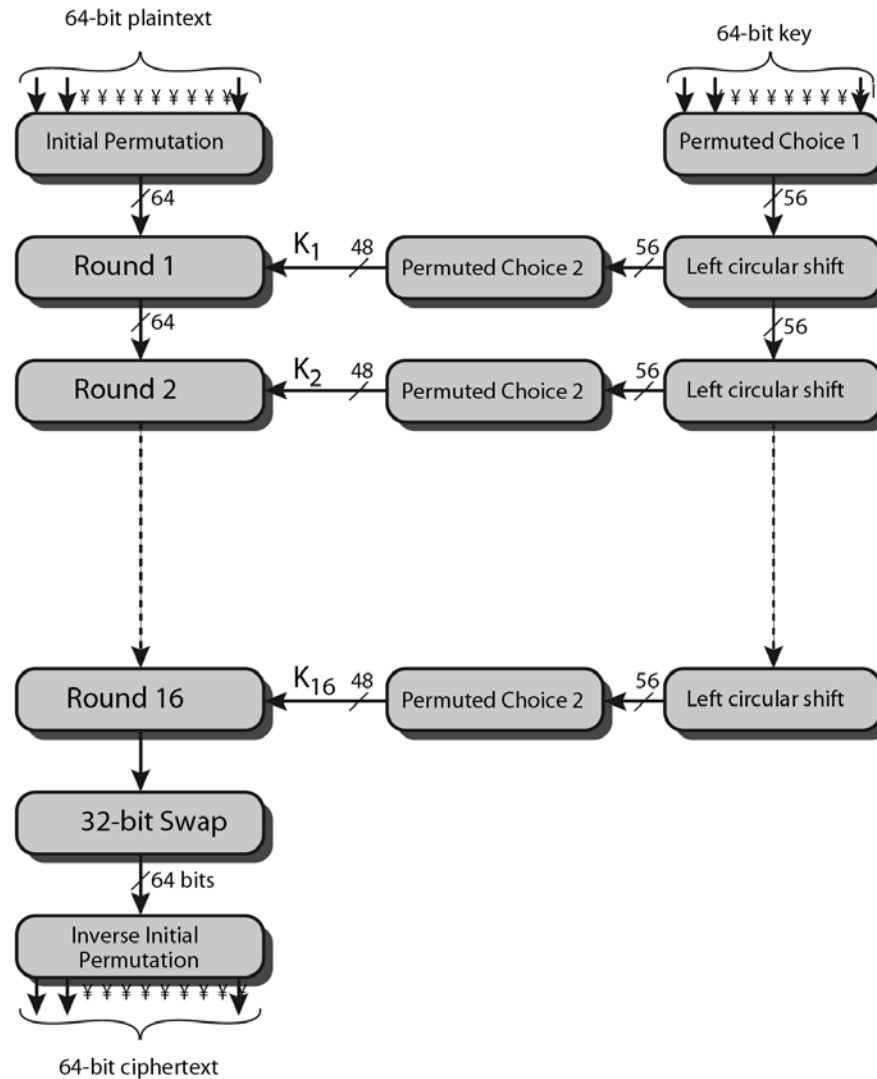 64-bit plaintext
64-bit key
¥ ¥ ¥ ¥ ¥ ¥ ¥ ¥ ¥
¥ ¥ ¥ ¥ ¥ ¥ ¥ ¥
Initial Permutation
Permuted Choice 1
64
56
Round 1
K1
48
Permuted Choice 2
56
Left circular shift
64
56
Round 2
K2
48
Permuted Choice 2
56
Left circular shift
Round 16
K16
48
Permuted Choice 2
56
Left circular shift
32-bit Swap
64 bits
Inverse Initial
Permutation
¥ ¥ ¥ ¥ ¥ ¥ ¥ ¥ ¥
64-bit ciphertext